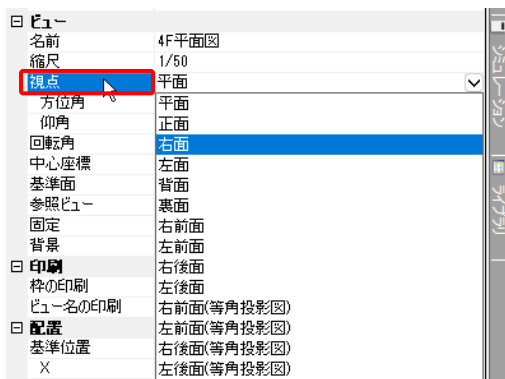 ビュー
名前 4F平面図
縮尺 1/50
視点 平面
方位角 平面
仰角 正面
回転角 右面
中心座標 左面
基準面 背面
参照ビュー 裏面
固定 右前面
背景 左前面
印刷 右後面
枠の印刷 左後面
ビュー名の印刷 右前面(等角投影図)
配置 左前面(等角投影図)
基準位置 右後面(等角投影図)
X 左後面(等角投影図)
シミュレーション
ライブラリ